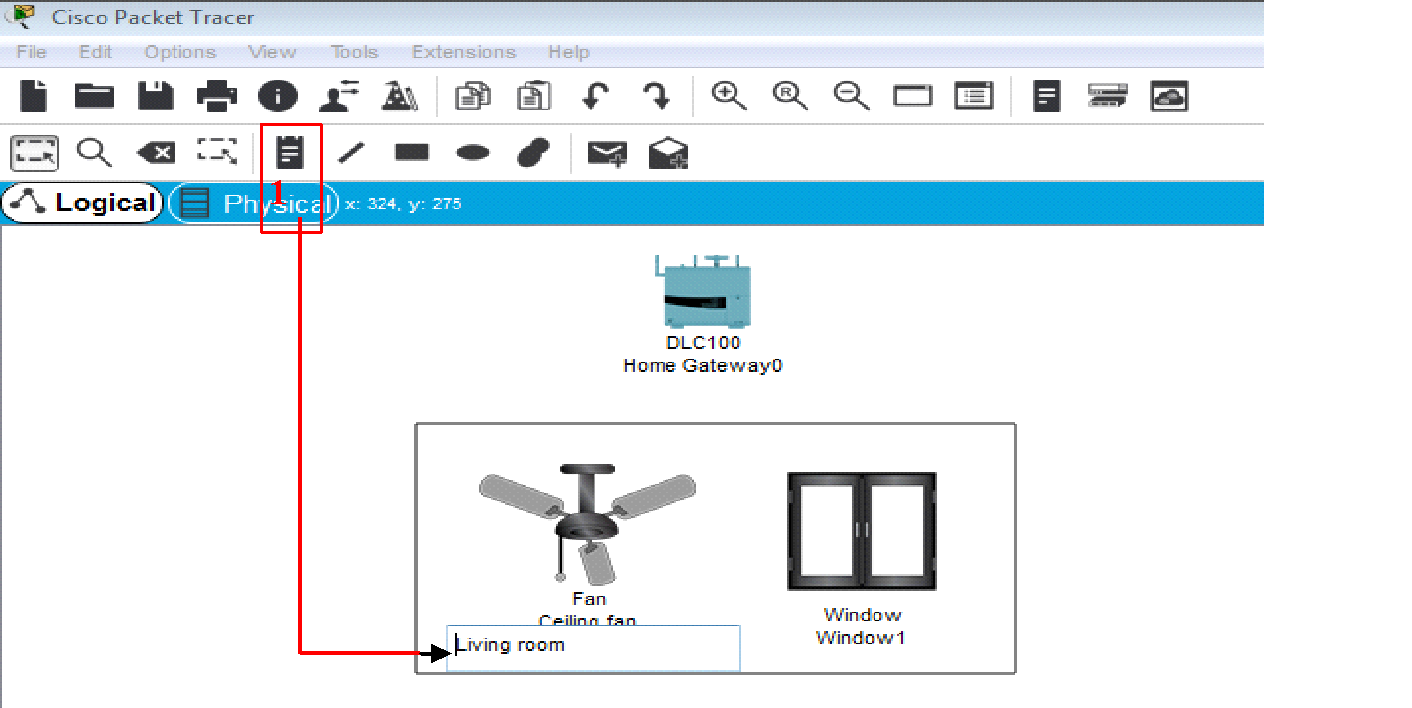 Cisco Packet Tracer
File Edit Options View Tools Extensions Help
R
1
Logical Physical x: 324, y: 275
DLC100
Home Gateway0
Fan
Ceiling fan
Living room
Window
Window1